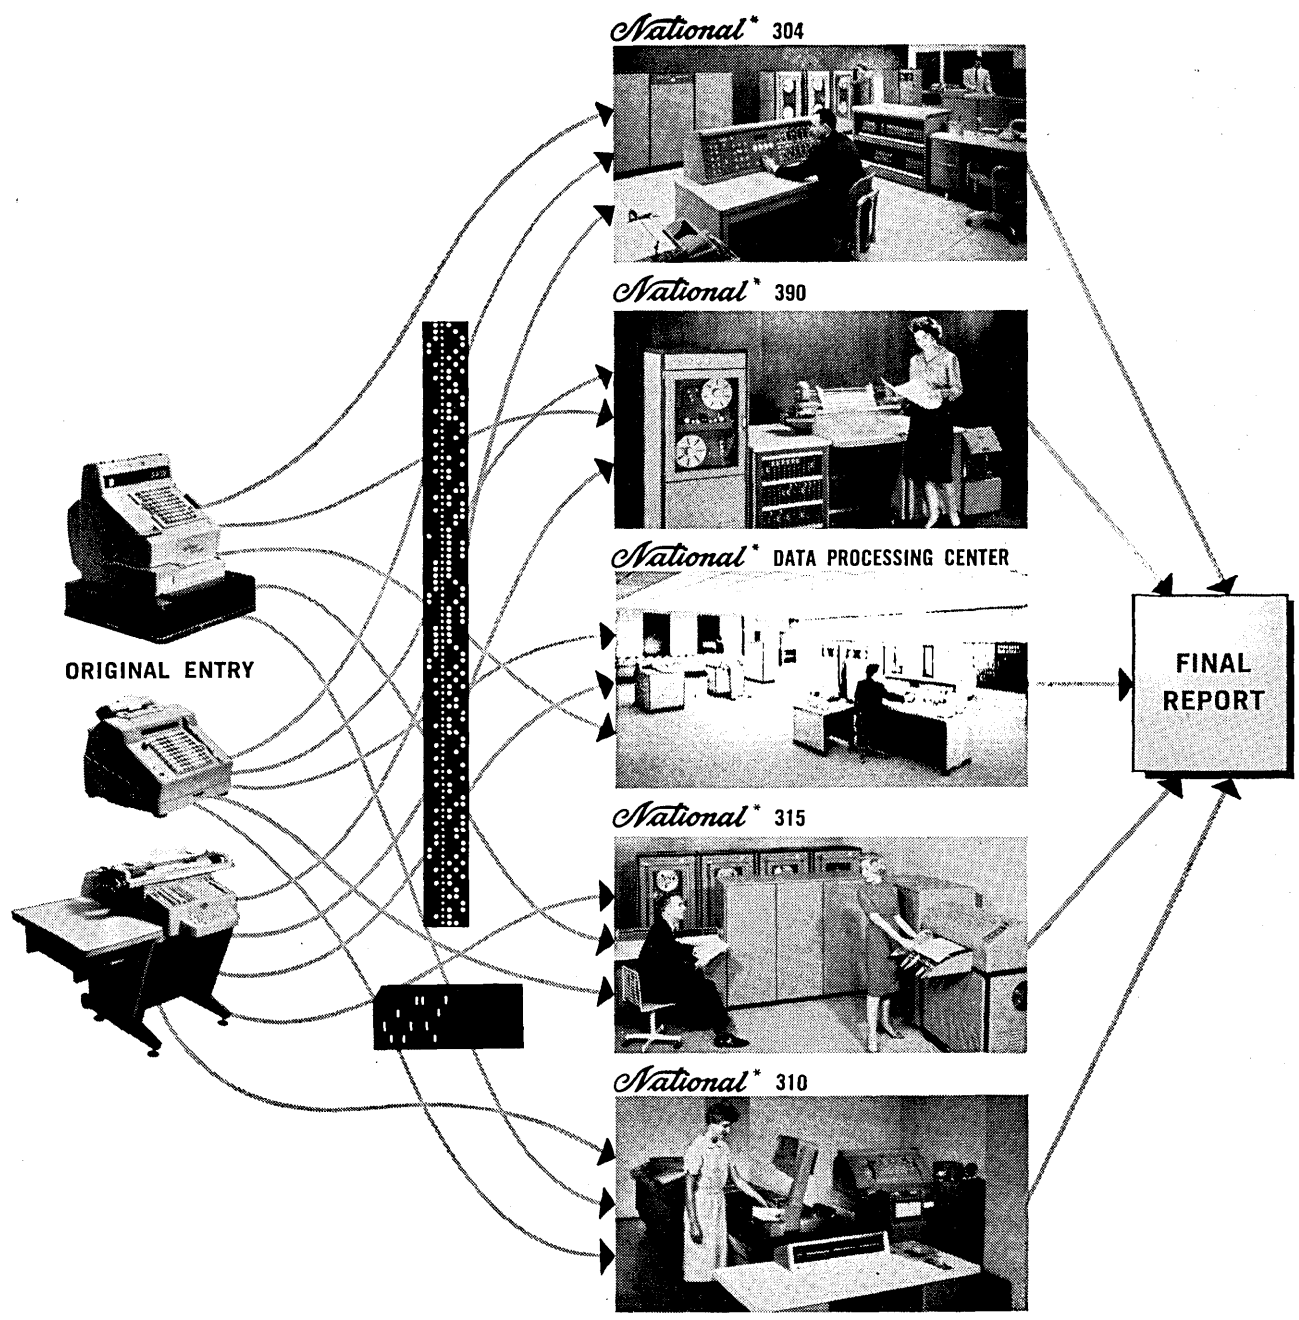 National* 304
National* 390
National* DATA PROCESSING CENTER
ORIGINAL ENTRY
FINAL
REPORT
National* 315
National* 310